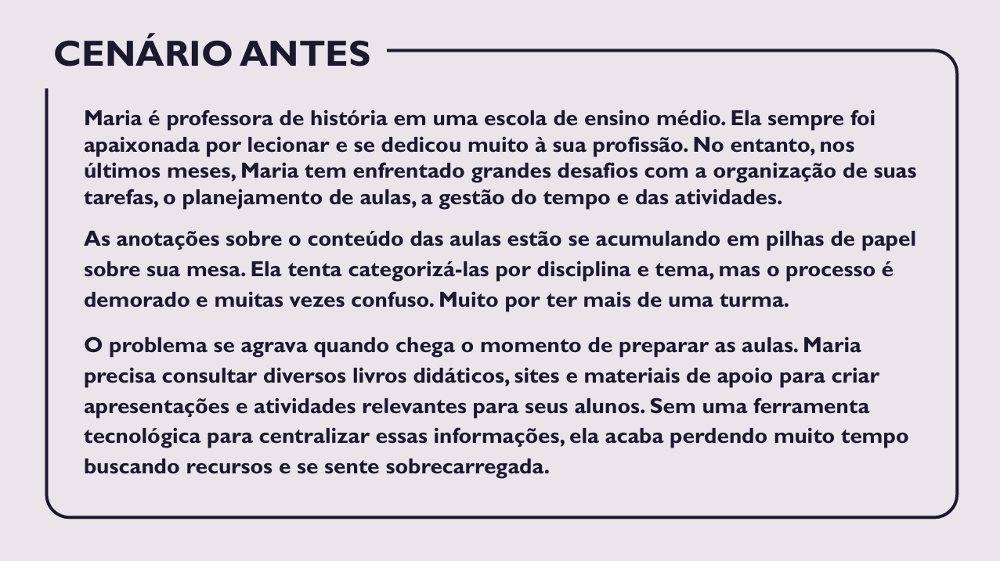 CENÁRIO ANTES
Maria é professora de história em uma escola de ensino médio. Ela sempre foi
apaixonada por lecionar e se dedicou muito à sua profissão. No entanto, nos
últimos meses, Maria tem enfrentado grandes desafios com a organização de suas
tarefas, o planejamento de aulas, a gestão do tempo e das atividades.
As anotações sobre o conteúdo das aulas estão se acumulando em pilhas de papel
sobre sua mesa. Ela tenta categorizá-las por disciplina e tema, mas o processo é
demorado e muitas vezes confuso. Muito por ter mais de uma turma.
O problema se agrava quando chega o momento de preparar as aulas. Maria
precisa consultar diversos livros didáticos, sites e materiais de apoio para criar
apresentações e atividades relevantes para seus alunos. Sem uma ferramenta
tecnológica para centralizar essas informações, ela acaba perdendo muito tempo
buscando recursos e se sente sobrecarregada.